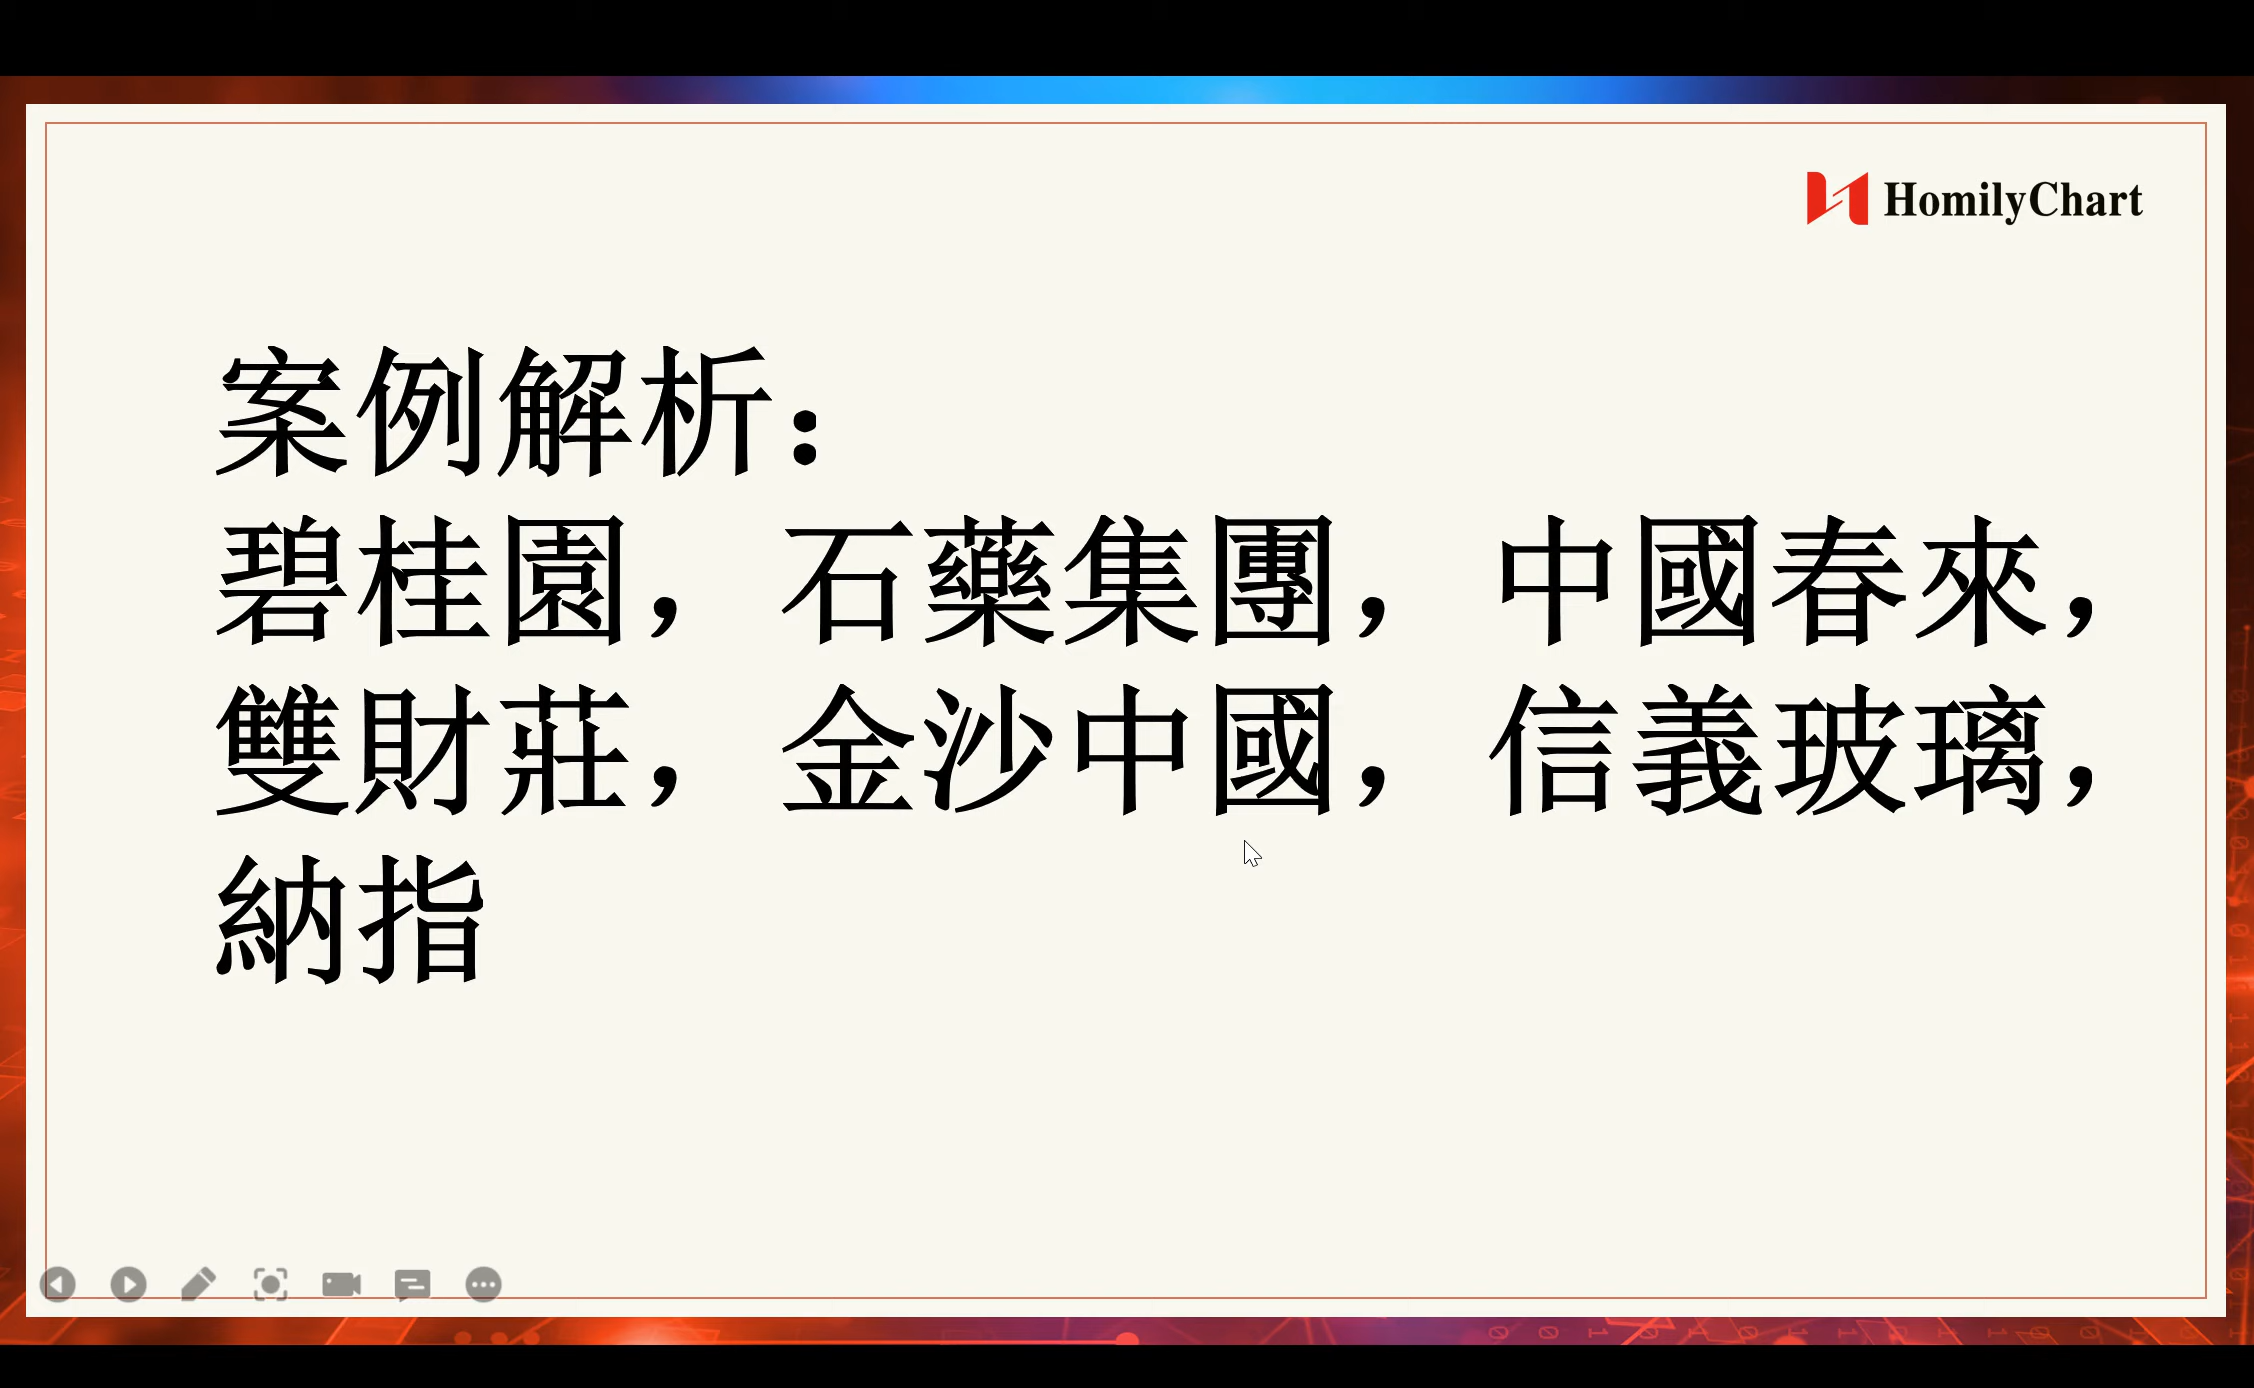 HomilyChart
案例解析：
碧桂園，石藥集團，中國春來，
雙財莊，金沙中國，信義玻璃，
納指